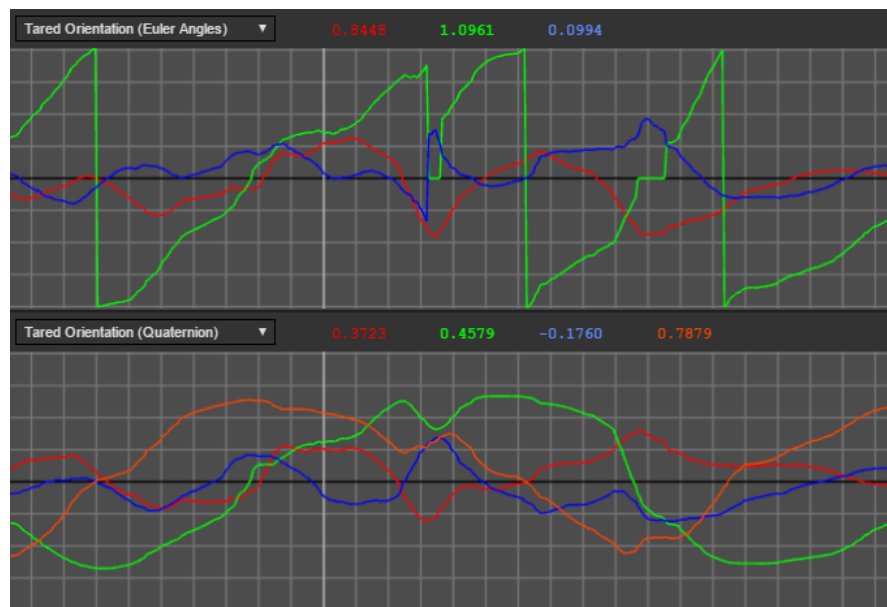 Tared Orientation (Euler Angles) ▼ 0.8448 1.0961 0.0994
Tared Orientation (Quaternion) ▼ 0.3723 0.4579 -0.1760 0.7879